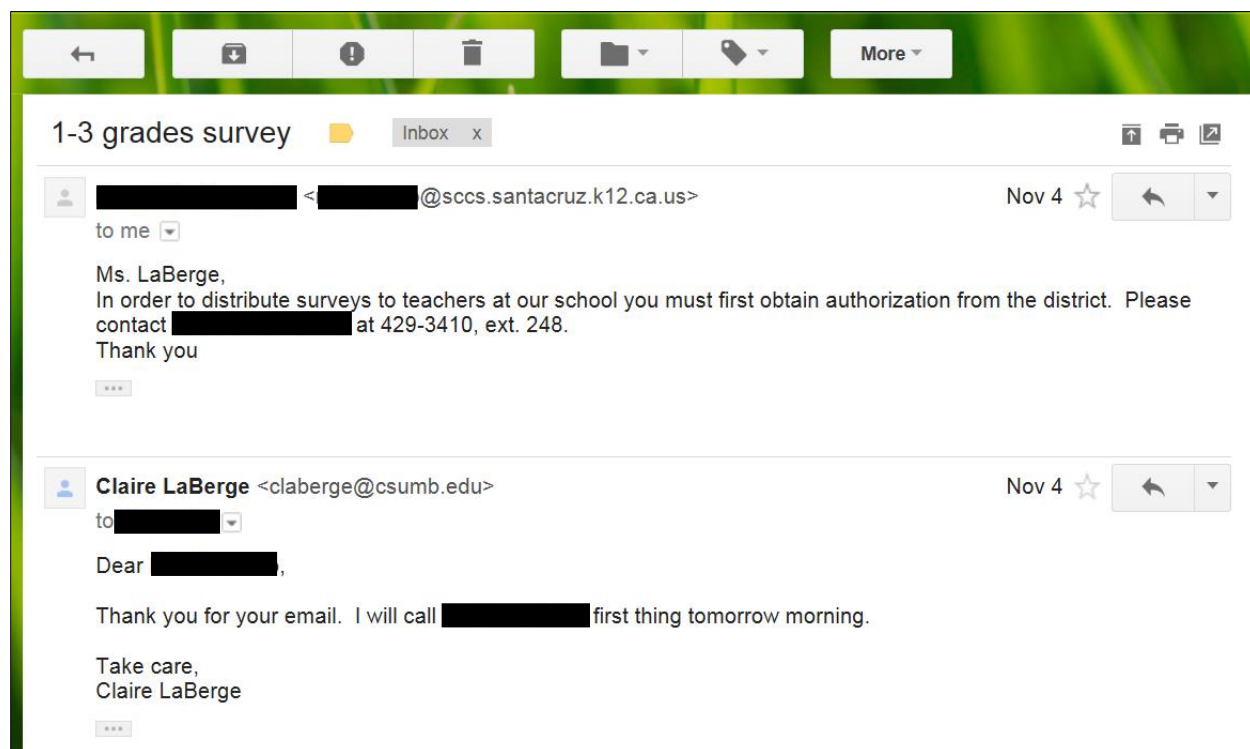 More
1-3 grades survey
Inbox x
< @sccs.santacruz.k12.ca.us> Nov 4
to me
Ms. LaBerge,
In order to distribute surveys to teachers at our school you must first obtain authorization from the district. Please
contact at 429-3410, ext. 248.
Thank you
Claire LaBerge <claberge@csumb.edu> Nov 4
to
Dear ,
Thank you for your email. I will call first thing tomorrow morning.
Take care,
Claire LaBerge